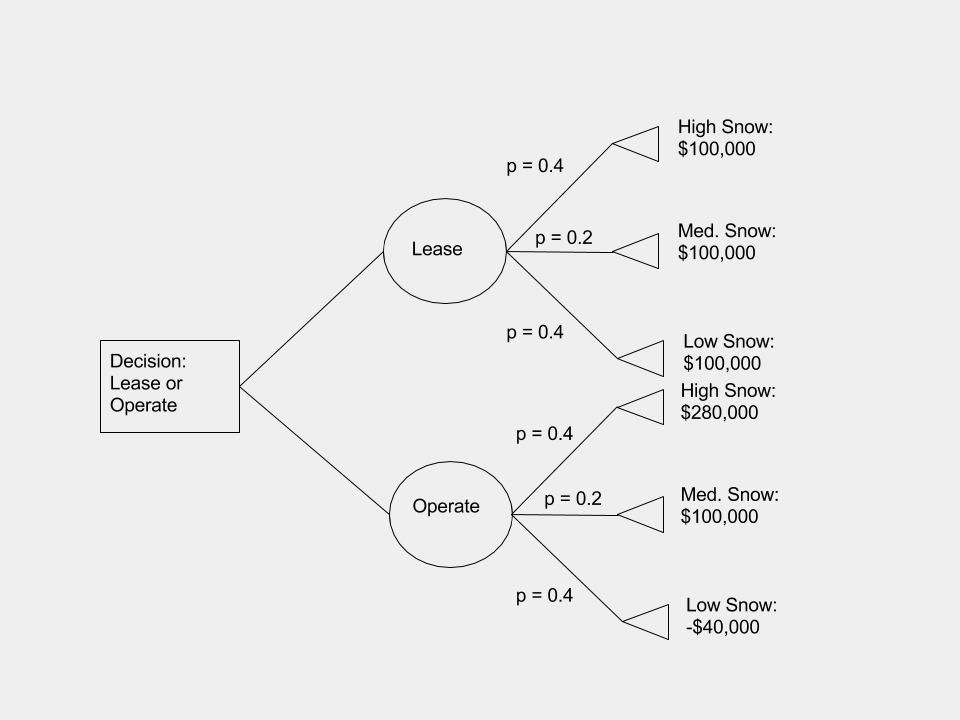 High Snow:
$100,000
p = 0.4
Med. Snow:
$100,000
p = 0.2
Lease
p = 0.4
Low Snow:
$100,000
Decision:
Lease or
Operate
High Snow:
$280,000
p = 0.4
Med. Snow:
$100,000
p = 0.2
Operate
p = 0.4
Low Snow:
-$40,000